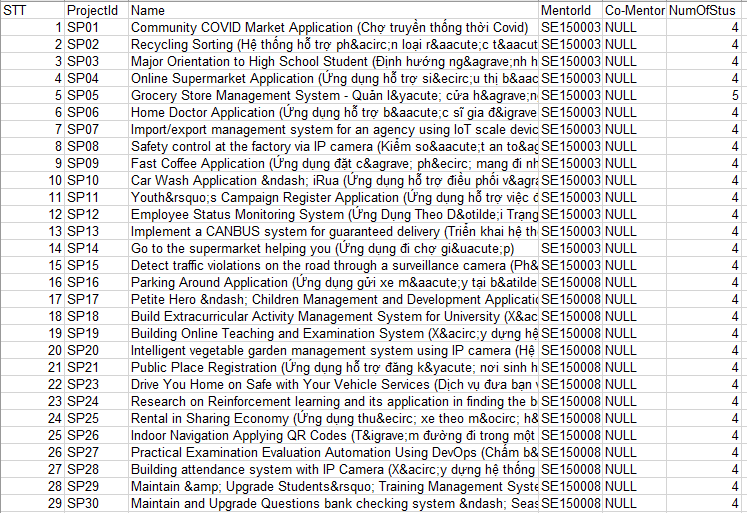 STT ProjectId Name MentorId Co-Mentor NumOfStus
1 SP01 Community COVID Market Application (Chợ truyền thống thời Covid) SE150003 NULL 4
2 SP02 Recycling Sorting (Hệ thống hỗ trợ ph&acirc;n loại r&aacute;c t&aacut SE150003 NULL 4
3 SP03 Major Orientation to High School Student (Định hướng ng&agrave;nh h SE150003 NULL 4
4 SP04 Online Supermarket Application (Ứng dụng hỗ trợ si&ecirc;u thị b&aac SE150003 NULL 4
5 SP05 Grocery Store Management System - Quản l&yacute; cửa h&agrave;n SE150003 NULL 5
6 SP06 Home Doctor Application (Ứng dụng hỗ trợ b&aacute;c sĩ gia đ&igrave SE150003 NULL 4
7 SP07 Import/export management system for an agency using IoT scale devic SE150003 NULL 4
8 SP08 Safety control at the factory via IP camera (Kiểm so&aacute;t an to&ag SE150003 NULL 4
9 SP09 Fast Coffee Application (Ứng dụng đặt c&agrave; ph&ecirc; mang đi nh SE150003 NULL 4
10 SP10 Car Wash Application &ndash; iRua (Ứng dụng hỗ trợ điều phối v&agra SE150003 NULL 4
11 SP11 Youth&rsquo;s Campaign Register Application (Ứng dụng hỗ trợ việc đ SE150003 NULL 4
12 SP12 Employee Status Monitoring System (Ứng Dụng Theo D&otilde;i Trạng SE150003 NULL 4
13 SP13 Implement a CANBUS system for guaranteed delivery (Triển khai hệ th SE150003 NULL 4
14 SP14 Go to the supermarket helping you (Ứng dụng đi chợ gi&uacute;p) SE150003 NULL 4
15 SP15 Detect traffic violations on the road through a surveillance camera (Ph& SE150003 NULL 4
16 SP16 Parking Around Application (Ứng dụng gửi xe m&aacute;y tại b&atilde SE150008 NULL 4
17 SP17 Petite Hero &ndash; Children Management and Development Applicatio SE150008 NULL 4
18 SP18 Build Extracurricular Activity Management System for University (X& SE150008 NULL 4
19 SP19 Building Online Teaching and Examination System (X&acirc;y dựng hệ SE150008 NULL 4
20 SP20 Intelligent vegetable garden management system using IP camera (Hệ SE150008 NULL 4
21 SP21 Public Place Registration (Ứng dụng hỗ trợ đăng k&yacute; nơi sinh h SE150008 NULL 4
22 SP23 Drive You Home on Safe with Your Vehicle Services (Dịch vụ đưa bạn v SE150008 NULL 4
23 SP24 Research on Reinforcement learning and its application in finding the b SE150008 NULL 4
24 SP25 Rental in Sharing Economy (Ứng dụng thu&ecirc; xe theo m&ocirc; h& SE150008 NULL 4
25 SP26 Indoor Navigation Applying QR Codes (T&igrave;m đường đi trong một SE150008 NULL 4
26 SP27 Practical Examination Evaluation Automation Using DevOps (Chấm b& SE150008 NULL 4
27 SP28 Building attendance system with IP Camera (X&acirc;y dựng hệ thống SE150008 NULL 4
28 SP29 Maintain &amp; Upgrade Students&rsquo; Training Management Syste SE150008 NULL 4
29 SP30 Maintain and Upgrade Questions bank checking system &ndash; Seas SE150008 NULL 4